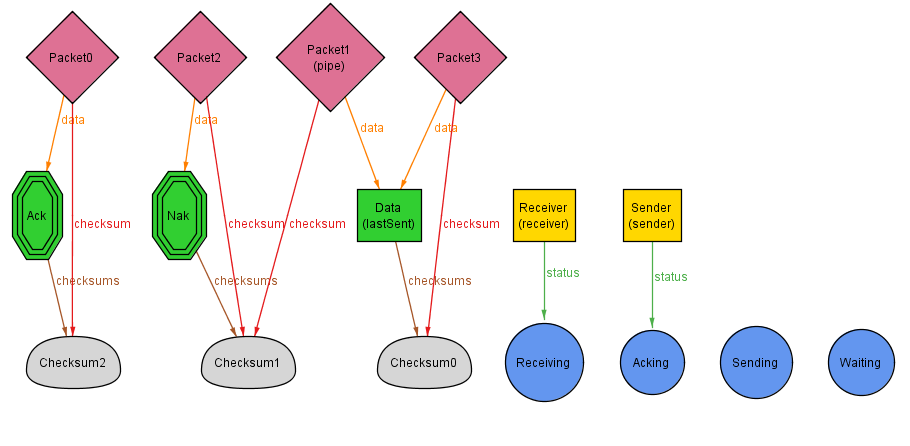 Packet0
Packet2
Packet1
(pipe)
Packet3
data
data
data
data
Ack
Nak
Data
(lastSent)
Receiver
(receiver)
Sender
(sender)
checksum
checksum
checksum
checksum
checksums
checksums
checksums
status
status
Checksum2
Checksum1
Checksum0
Receiving
Acking
Sending
Waiting